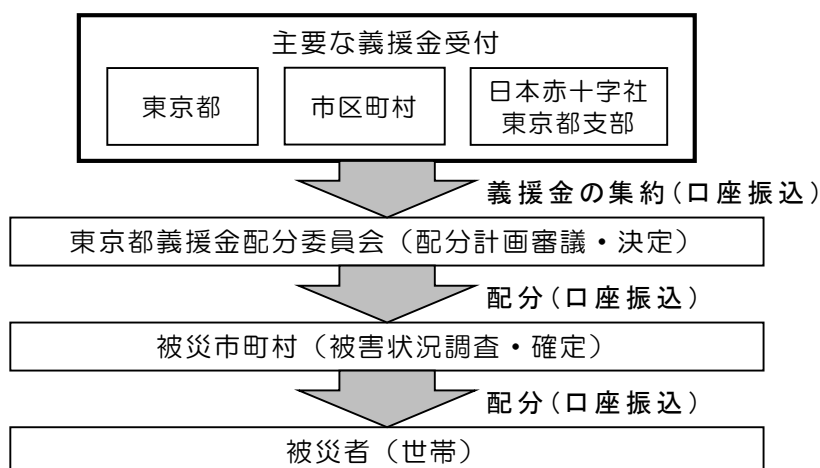 主要な義援金受付
東京都
市区町村
日本赤十字社
東京都支部
義援金の集約(口座振込)
東京都義援金配分委員会（配分計画審議・決定）
配分(口座振込)
被災市町村（被害状況調査・確定）
配分(口座振込)
被災者（世帯）